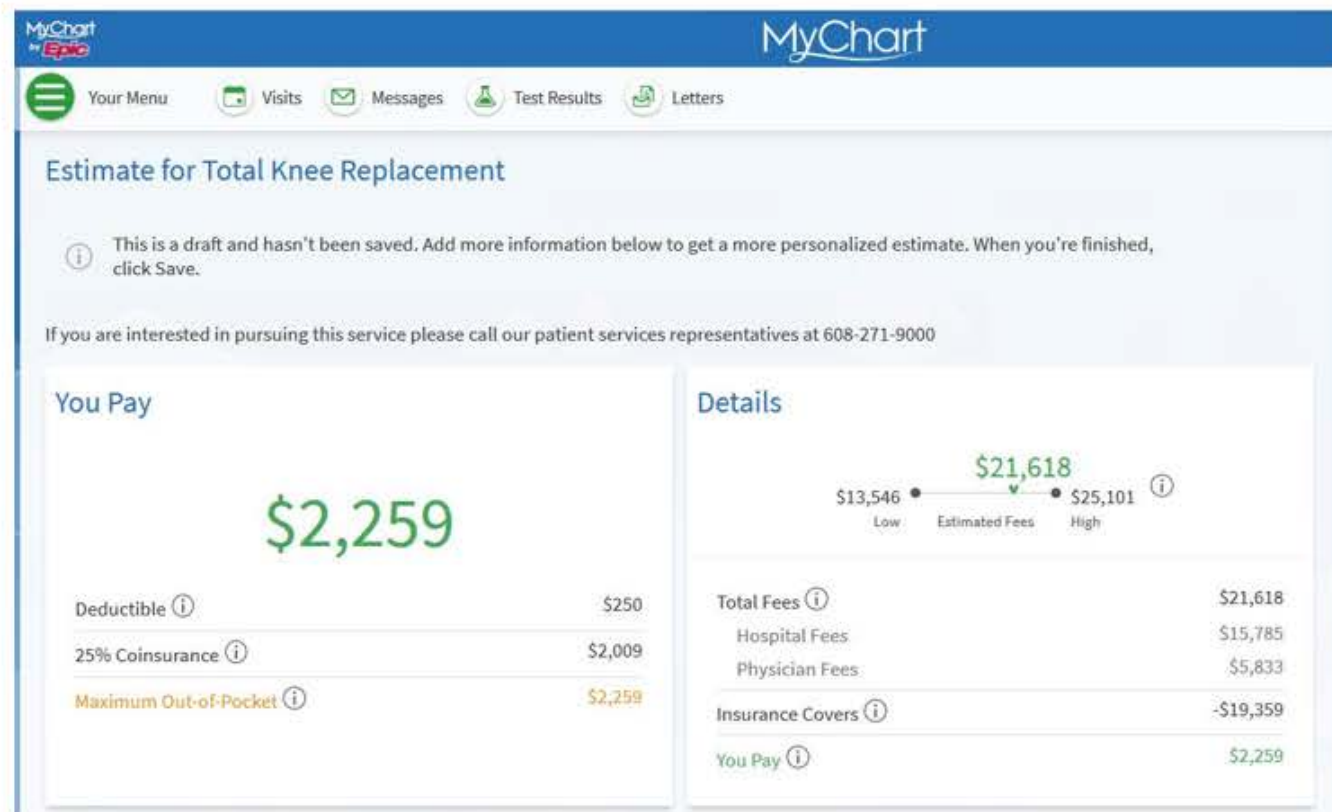 MyChart
by Epic
MyChart
Your Menu
Visits
Messages
Test Results
Letters
Estimate for Total Knee Replacement
This is a draft and hasn't been saved. Add more information below to get a more personalized estimate. When you're finished,
click Save.
If you are interested in pursuing this service please call our patient services representatives at 608-271-9000
You Pay
$2,259
Deductible $250
25% Coinsurance $2,009
Maximum Out-of-Pocket $2,259
Details
$21,618
$13,546 $25,101
Low Estimated Fees High
Total Fees $21,618
Hospital Fees $15,785
Physician Fees $5,833
Insurance Covers -$19,359
You Pay $2,259